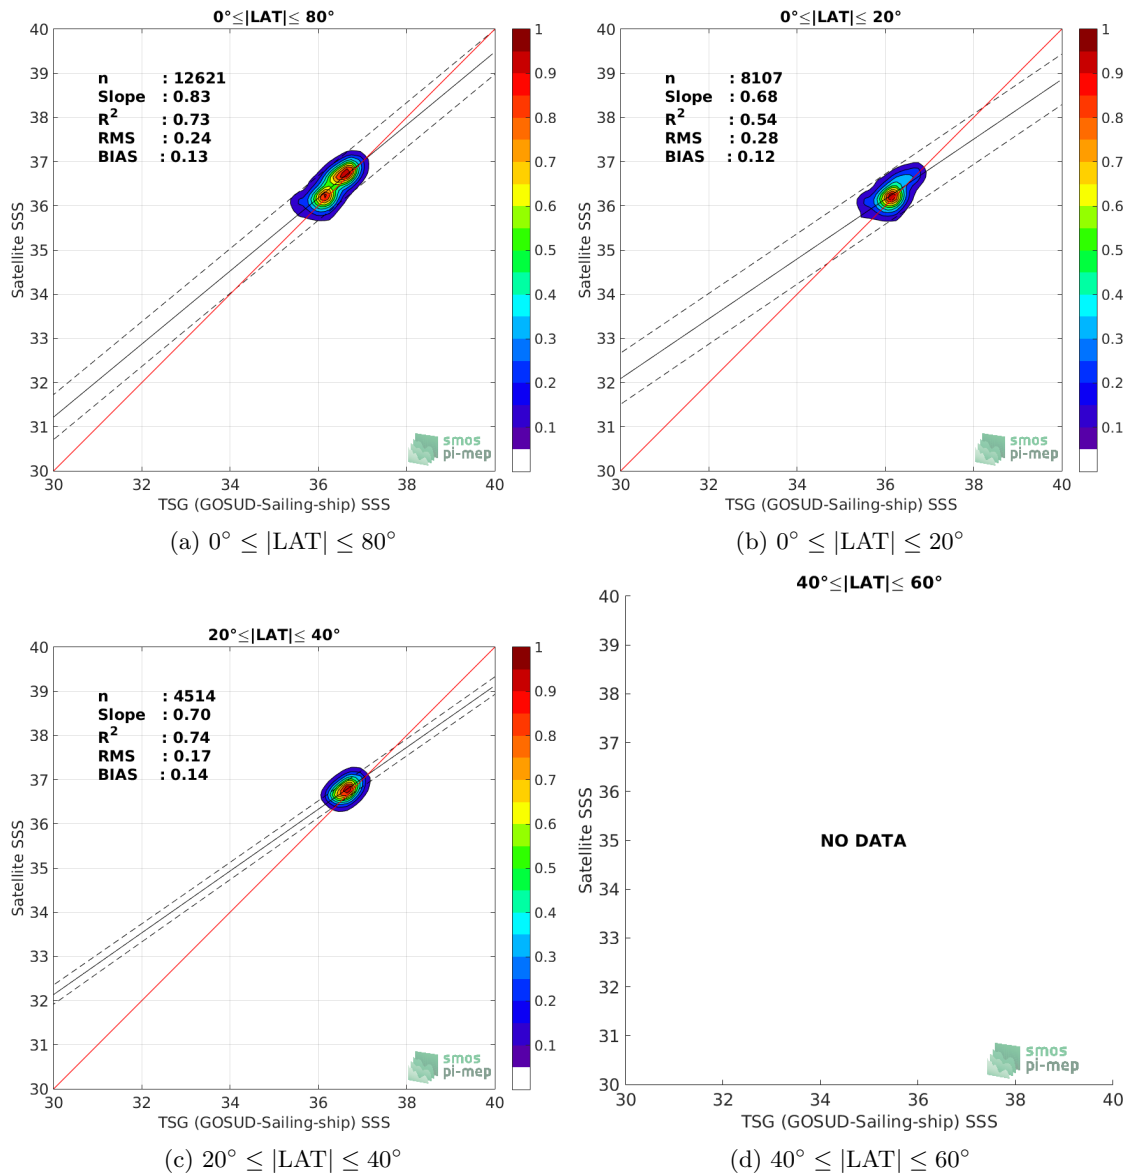 0°≤|LAT|≤ 80°
40
39
38
37
36
35
34
33
32
31
30
Satellite SSS
n : 12621
Slope : 0.83
R² : 0.73
RMS : 0.24
BIAS : 0.13
smos
pi-mep
30 32 34 36 38 40
TSG (GOSUD-Sailing-ship) SSS
1
0.9
0.8
0.7
0.6
0.5
0.4
0.3
0.2
0.1
(a) 0° ≤ |LAT| ≤ 80°
0°≤|LAT|≤ 20°
40
39
38
37
36
35
34
33
32
31
30
Satellite SSS
n : 8107
Slope : 0.68
R² : 0.54
RMS : 0.28
BIAS : 0.12
smos
pi-mep
30 32 34 36 38 40
TSG (GOSUD-Sailing-ship) SSS
1
0.9
0.8
0.7
0.6
0.5
0.4
0.3
0.2
0.1
(b) 0° ≤ |LAT| ≤ 20°
20°≤|LAT|≤ 40°
40
39
38
37
36
35
34
33
32
31
30
Satellite SSS
n : 4514
Slope : 0.70
R² : 0.74
RMS : 0.17
BIAS : 0.14
smos
pi-mep
30 32 34 36 38 40
TSG (GOSUD-Sailing-ship) SSS
1
0.9
0.8
0.7
0.6
0.5
0.4
0.3
0.2
0.1
(c) 20° ≤ |LAT| ≤ 40°
40°≤|LAT|≤ 60°
40
39
38
37
36
35
34
33
32
31
30
Satellite SSS
NO DATA
smos
pi-mep
30 32 34 36 38 40
TSG (GOSUD-Sailing-ship) SSS
(d) 40° ≤ |LAT| ≤ 60°